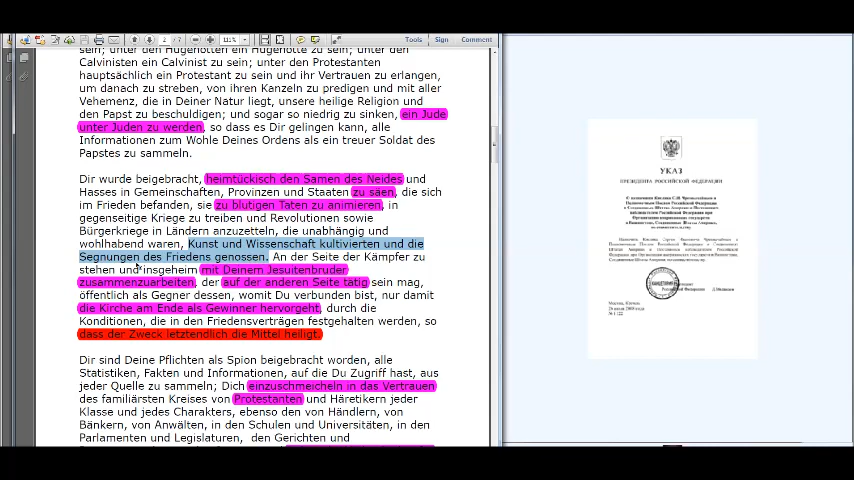 2 / 7
Tools
Sign
Comment
sein; unter den Hugenotten ein Hugenotte zu sein; unter den
Calvinisten ein Calvinist zu sein; unter den Protestanten
hauptsächlich ein Protestant zu sein und ihr Vertrauen zu erlangen,
um danach zu streben, von ihren Kanzeln zu predigen und mit aller
Vehemenz, die in Deiner Natur liegt, unsere heilige Religion und
den Papst zu beschuldigen; und sogar so niedrig zu sinken, ein Jude
unter Juden zu werden, so dass es Dir gelingen kann, alle
Informationen zum Wohle Deines Ordens als ein treuer Soldat des
Papstes zu sammeln.
Dir wurde beigebracht, heimtückisch den Samen des Neides und
Hasses in Gemeinschaften, Provinzen und Staaten zu säen, die sich
im Frieden befanden, sie zu blutigen Taten zu animieren, in
gegenseitige Kriege zu treiben und Revolutionen sowie
Bürgerkriege in Ländern anzuzetteln, die unabhängig und
wohlhabend waren, Kunst und Wissenschaft kultivierten und die
Segnungen des Friedens genossen. An der Seite der Kämpfer zu
stehen und insgeheim mit Deinem Jesuitenbruder
zusammenzuarbeiten, der auf der anderen Seite tätig sein mag,
öffentlich als Gegner dessen, womit Du verbunden bist, nur damit
die Kirche am Ende als Gewinner hervorgeht, durch die
Konditionen, die in den Friedensverträgen festgehalten werden, so
dass der Zweck letztendlich die Mittel heiligt.
Dir sind Deine Pflichten als Spion beigebracht worden, alle
Statistiken, Fakten und Informationen, auf die Du Zugriff hast, aus
jeder Quelle zu sammeln; Dich einzuschmeicheln in das Vertrauen
des familiärsten Kreises von Protestanten und Häretikern jeder
Klasse und jedes Charakters, ebenso den von Händlern, von
Bänkern, von Anwälten, in den Schulen und Universitäten, in den
Parlamenten und Legislaturen, den Gerichten und
УКАЗ
ПРЕЗИДЕНТА РОССИЙСКОЙ ФЕДЕРАЦИИ